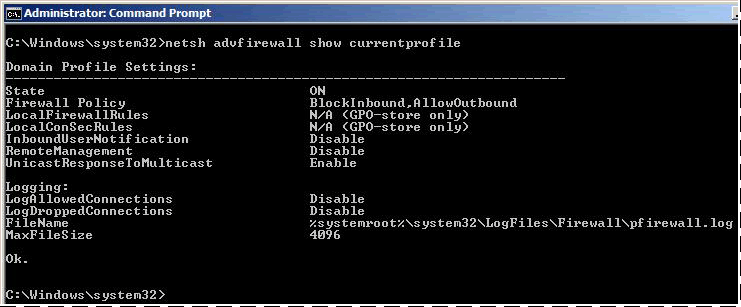 Administrator: Command Prompt
C:\Windows\system32>netsh advfirewall show currentprofile
Domain Profile Settings:
----------------------------------------------------------------------
State ON
Firewall Policy BlockInbound,AllowOutbound
LocalFirewallRules N/A (GPO-store only)
LocalConSecRules N/A (GPO-store only)
InboundUserNotification Disable
RemoteManagement Disable
UnicastResponseToMulticast Enable
Logging:
LogAllowedConnections Disable
LogDroppedConnections Disable
FileName %systemroot%\system32\LogFiles\Firewall\pfirewall.log
MaxFileSize 4096
Ok.
C:\Windows\system32>